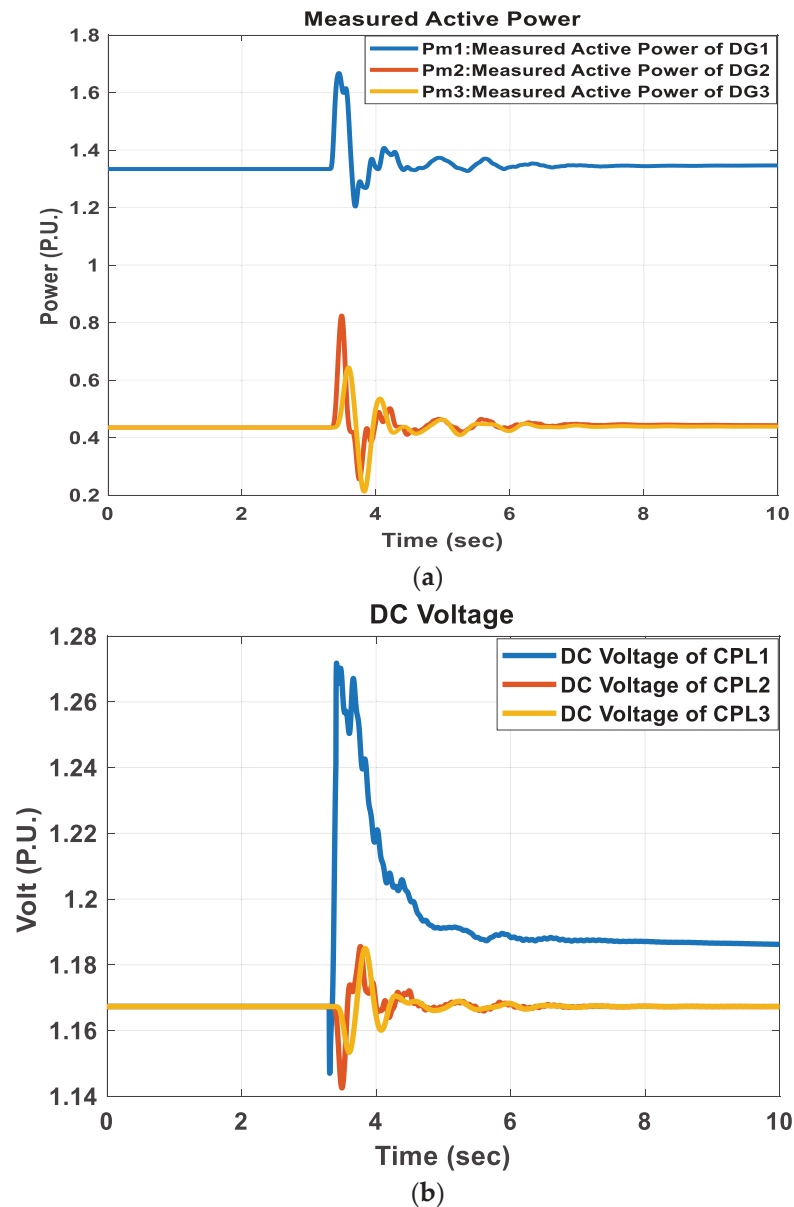 Measured Active Power
Pm1:Measured Active Power of DG1
Pm2:Measured Active Power of DG2
Pm3:Measured Active Power of DG3
1.8
1.6
1.4
1.2
1
0.8
0.6
0.4
0.2
Power (P.U.)
0 2 4 6 8 10
Time (sec)
(a)
DC Voltage
DC Voltage of CPL1
DC Voltage of CPL2
DC Voltage of CPL3
1.28
1.26
1.24
1.22
1.2
1.18
1.16
1.14
Volt (P.U.)
0 2 4 6 8 10
Time (sec)
(b)